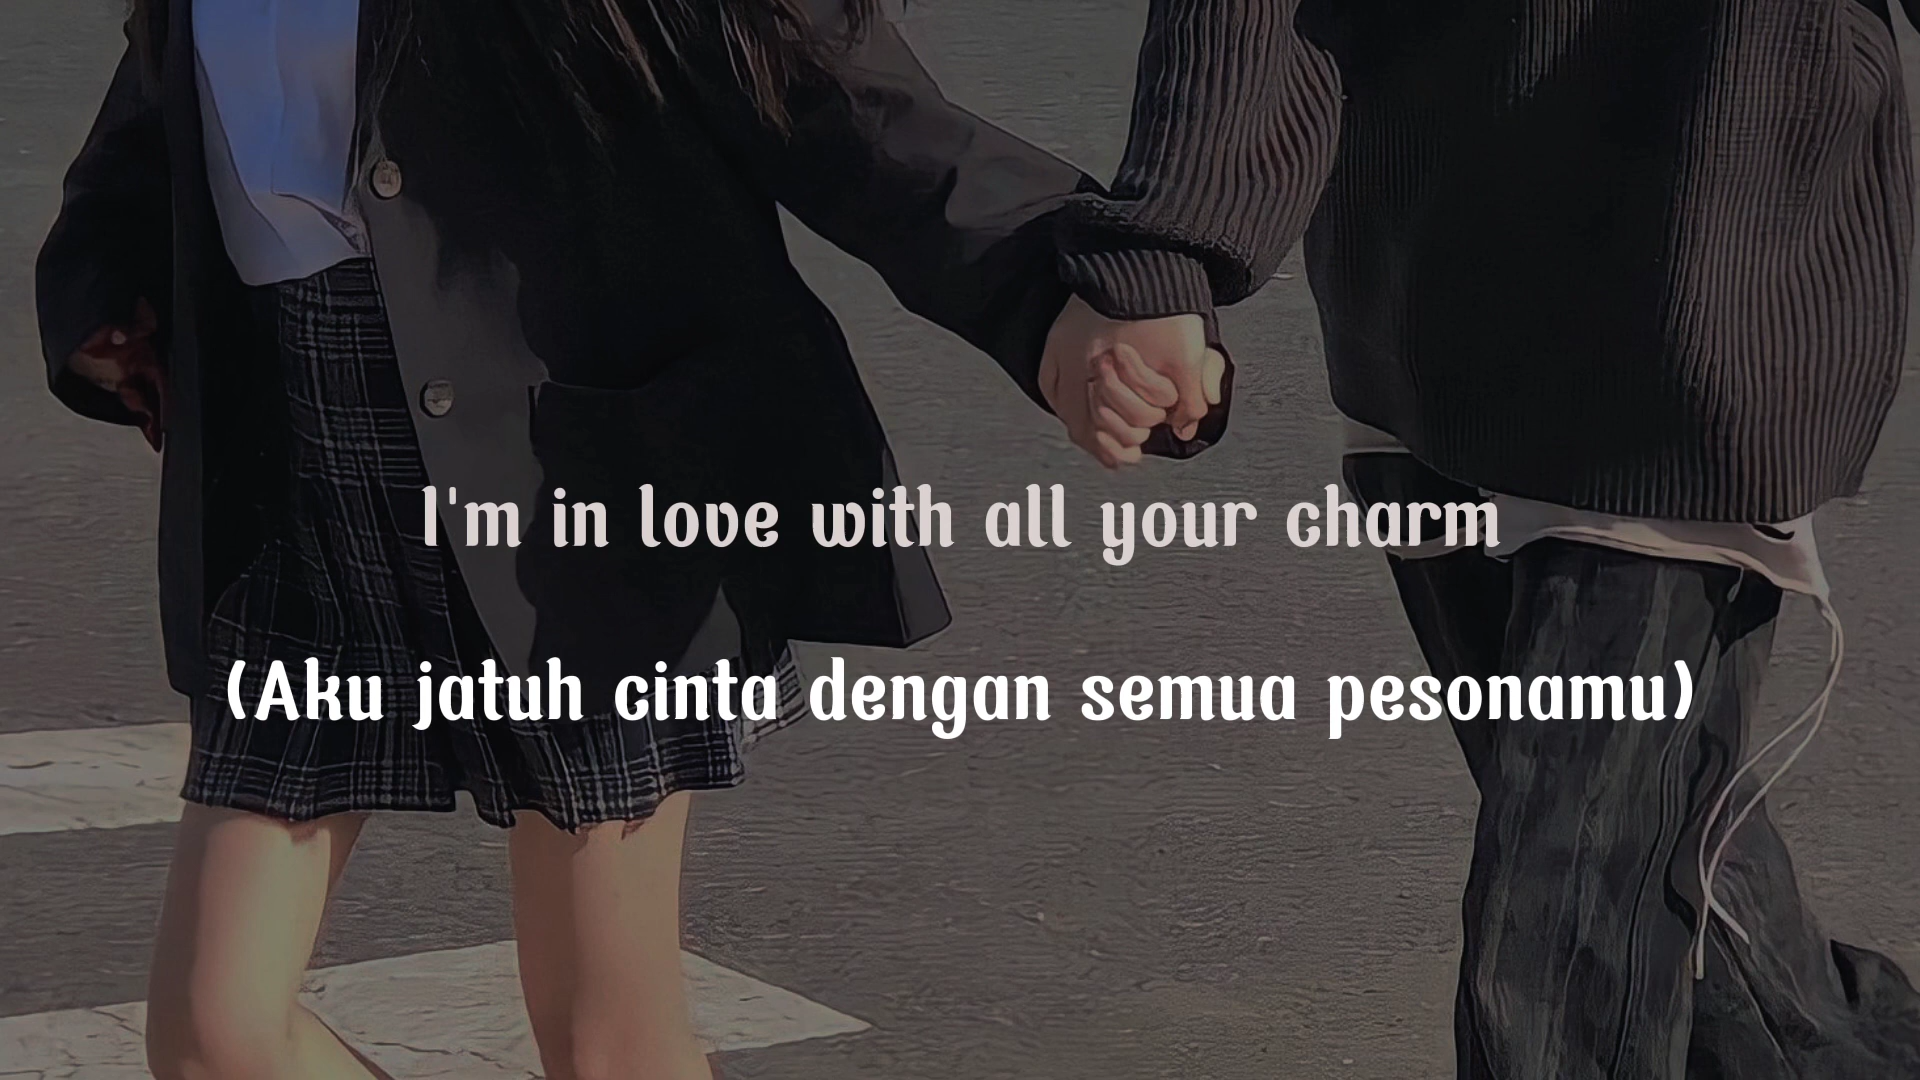 I'm in love with all your charm
(Aku jatuh cinta dengan semua pesonamu)